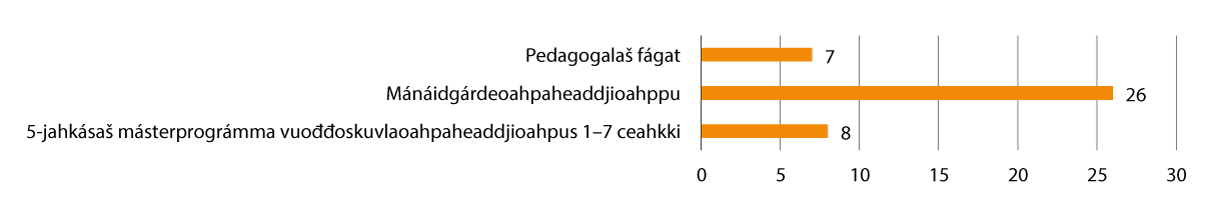 Pedagogalaš fágat 7
Mánáidgárdeoahpaheaddjioahppu 26
5-jahkásaš másterprográmma vuođđoskuvlaoahpaheaddjioahpus 1–7 ceahkki 8
0 5 10 15 20 25 30